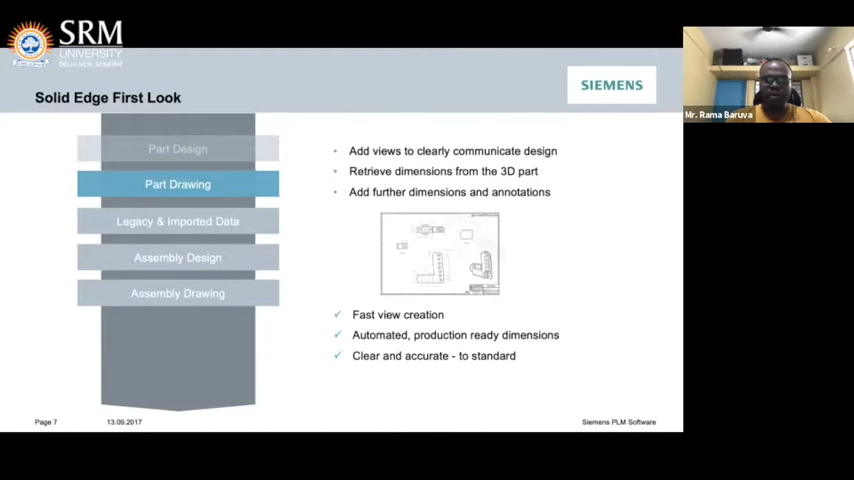 SRM
UNIVERSITY
DELHI-NCR, SONEPAT
Solid Edge First Look
SIEMENS
Mr. Rama Baruva
Part Design
Part Drawing
Legacy & Imported Data
Assembly Design
Assembly Drawing
• Add views to clearly communicate design
• Retrieve dimensions from the 3D part
• Add further dimensions and annotations
✓ Fast view creation
✓ Automated, production ready dimensions
✓ Clear and accurate - to standard
Page 7
13.09.2017
Siemens PLM Software